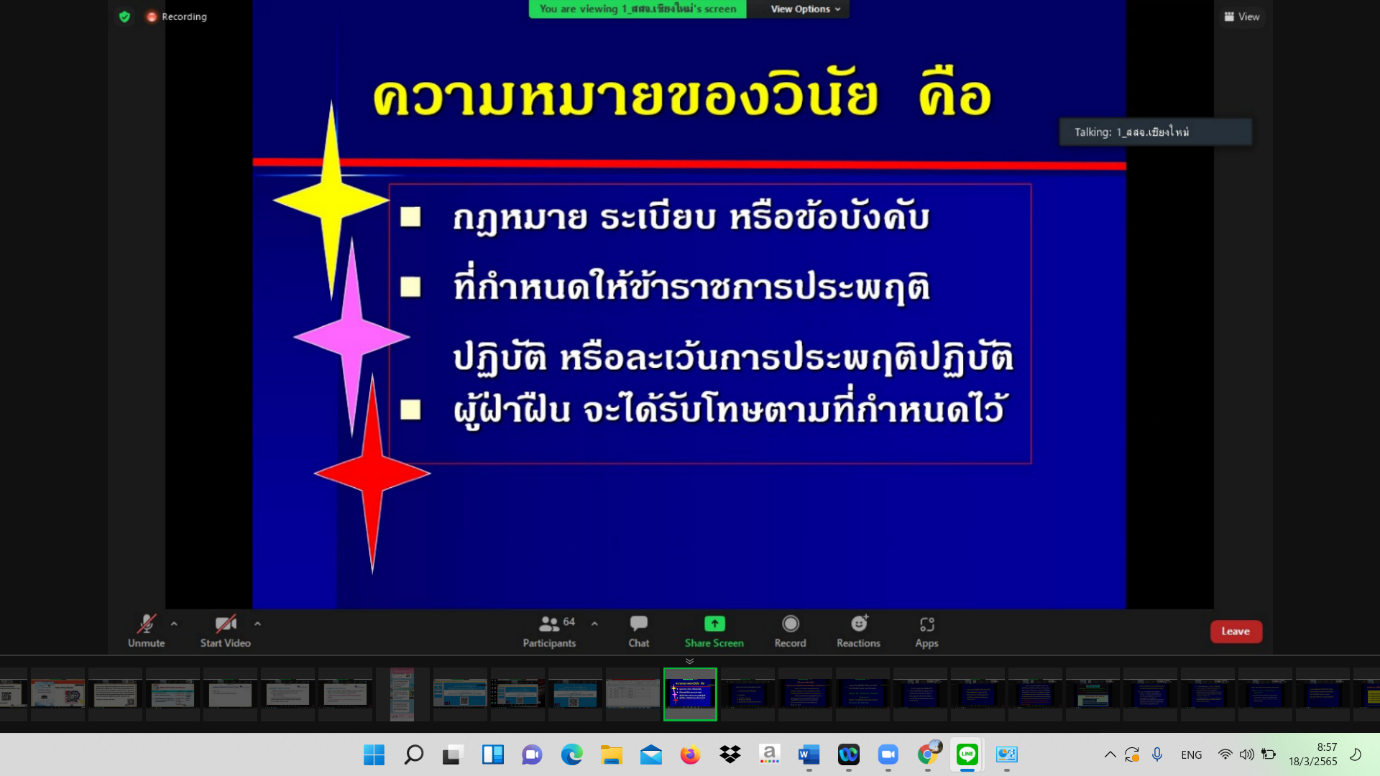 Recording
You are viewing 1_สสจ.เชียงใหม่'s screen
View Options
View
ความหมายของวินัย คือ
Talking: 1_สสจ.เชียงใหม่
กฎหมาย ระเบียบ หรือข้อบังคับ
ที่กำหนดให้ข้าราชการประพฤติ
ปฏิบัติ หรือละเว้นการประพฤติปฏิบัติ
ผู้ฝ่าฝืน จะได้รับโทษตามที่กำหนดไว้
Unmute
Start Video
64
Participants
Chat
Share Screen
Record
Reactions
Apps
Leave
ENG
8:57
18/3/2565